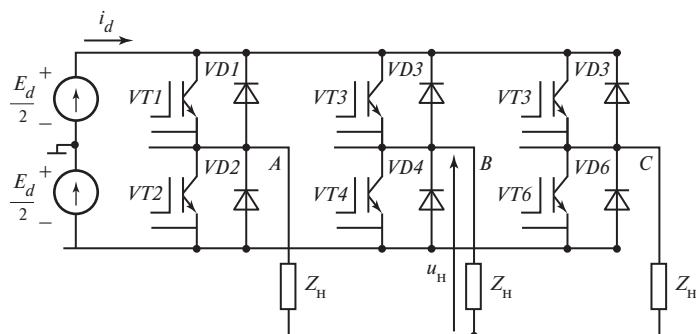 i_d
E_d
2
+
−
E_d
2
+
−
VT1
VD1
VT3
VD3
VT3
VD3
VT2
VD2
A
VT4
VD4
B
VT6
VD6
C
u_н
Z_н
Z_н
Z_н